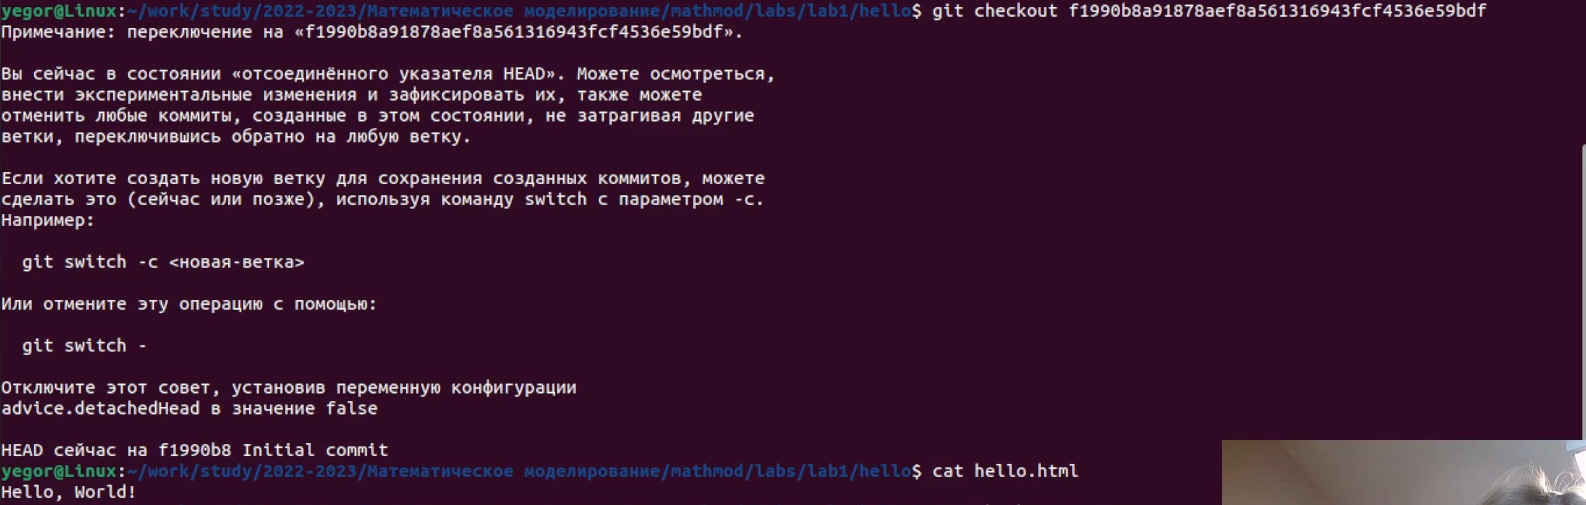 yegor@Linux:~/work/study/2022-2023/Математическое моделирование/mathmod/labs/lab1/hello$ git checkout f1990b8a91878aef8a561316943fcf4536e59bdf
Примечание: переключение на «f1990b8a91878aef8a561316943fcf4536e59bdf».
Вы сейчас в состоянии «отсоединённого указателя HEAD». Можете осмотреться,
внести экспериментальные изменения и зафиксировать их, также можете
отменить любые коммиты, созданные в этом состоянии, не затрагивая другие
ветки, переключившись обратно на любую ветку.
Если хотите создать новую ветку для сохранения созданных коммитов, можете
сделать это (сейчас или позже), используя команду switch с параметром -c.
Например:
git switch -c <новая-ветка>
Или отмените эту операцию с помощью:
git switch -
Отключите этот совет, установив переменную конфигурации
advice.detachedHead в значение false
HEAD сейчас на f1990b8 Initial commit
yegor@Linux:~/work/study/2022-2023/Математическое моделирование/mathmod/labs/lab1/hello$ cat hello.html
Hello, World!